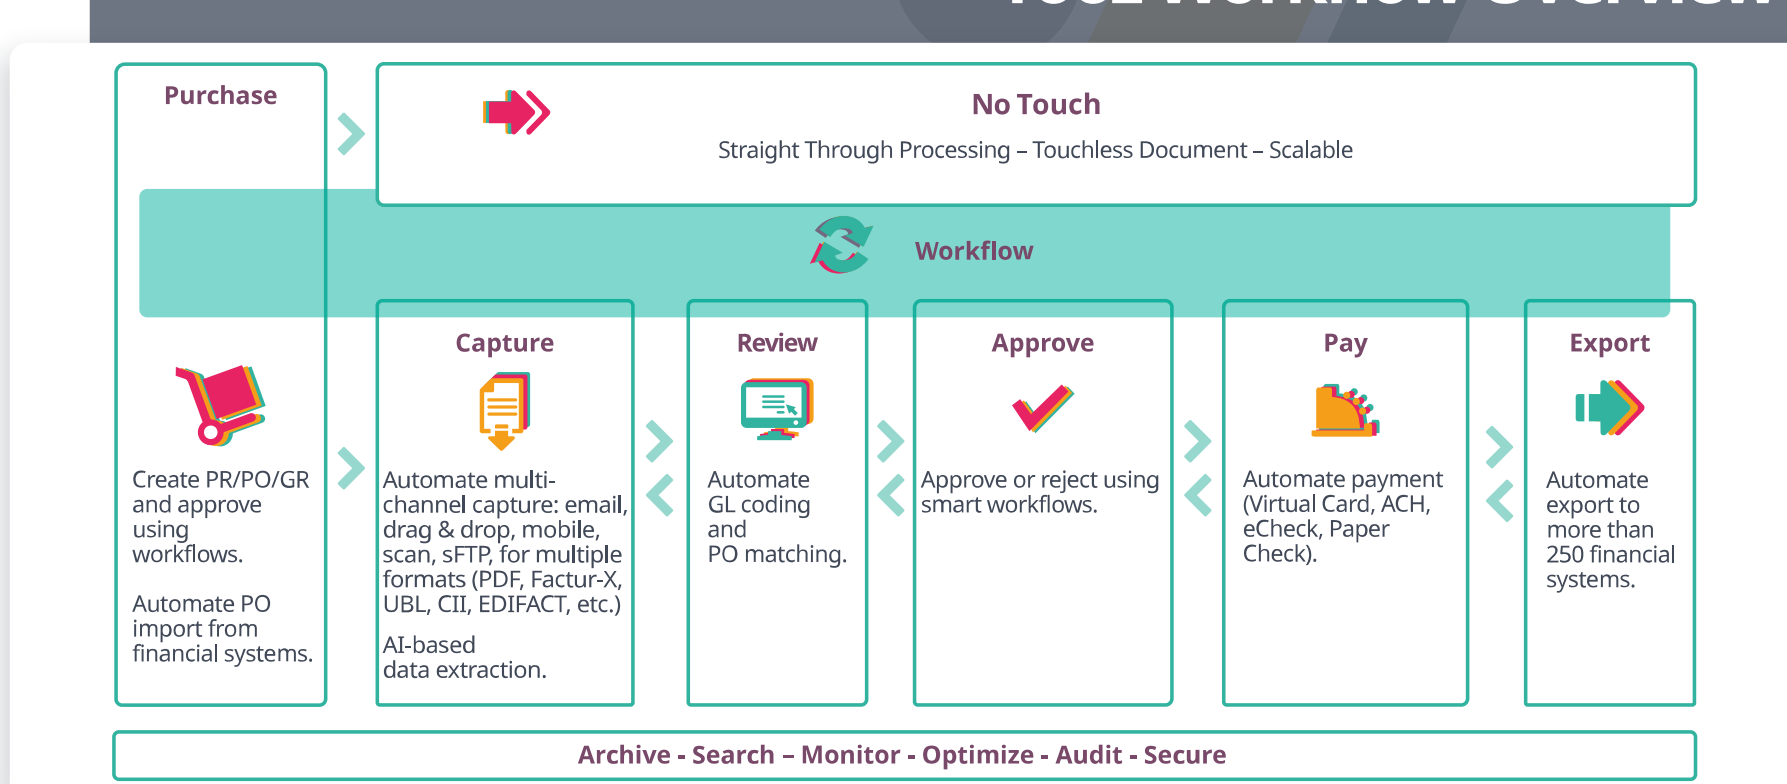 Workflow Overview
Purchase
No Touch
Straight Through Processing – Touchless Document – Scalable
Workflow
Capture
Review
Approve
Pay
Export
Create PR/PO/GR
and approve
using
workflows.
Automate PO
import from
financial systems.
Automate multi-
channel capture: email,
drag & drop, mobile,
scan, sFTP, for multiple
formats (PDF, Factur-X,
UBL, CII, EDIFACT, etc.)
AI-based
data extraction.
Automate
GL coding
and
PO matching.
Approve or reject using
smart workflows.
Automate payment
(Virtual Card, ACH,
eCheck, Paper
Check).
Automate
export to
more than
250 financial
systems.
Archive - Search – Monitor - Optimize - Audit - Secure